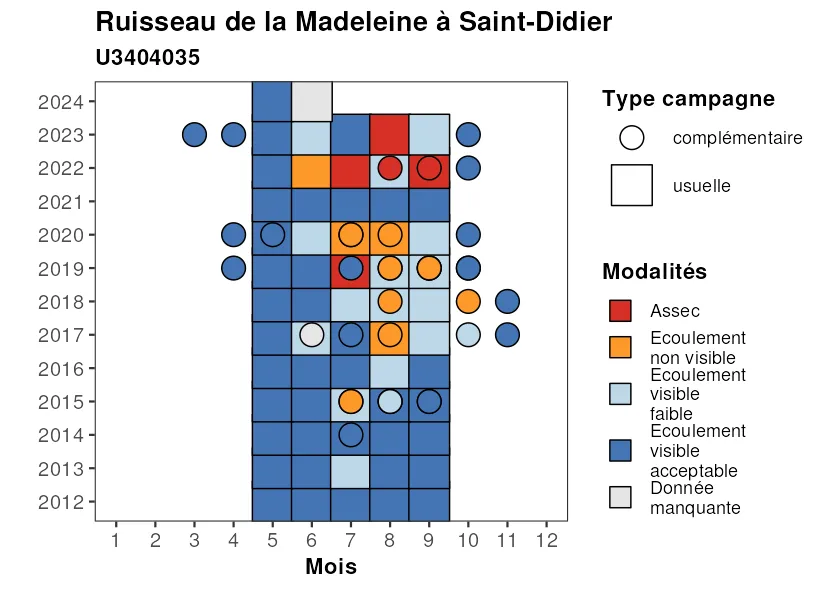 Ruisseau de la Madeleine à Saint-Didier
U3404035
2024
2023
2022
2021
2020
2019
2018
2017
2016
2015
2014
2013
2012
1 2 3 4 5 6 7 8 9 10 11 12
Mois
Type campagne
complémentaire
usuelle
Modalités
Assec
Ecoulement
non visible
Ecoulement
visible
faible
Ecoulement
visible
acceptable
Donnée
manquante